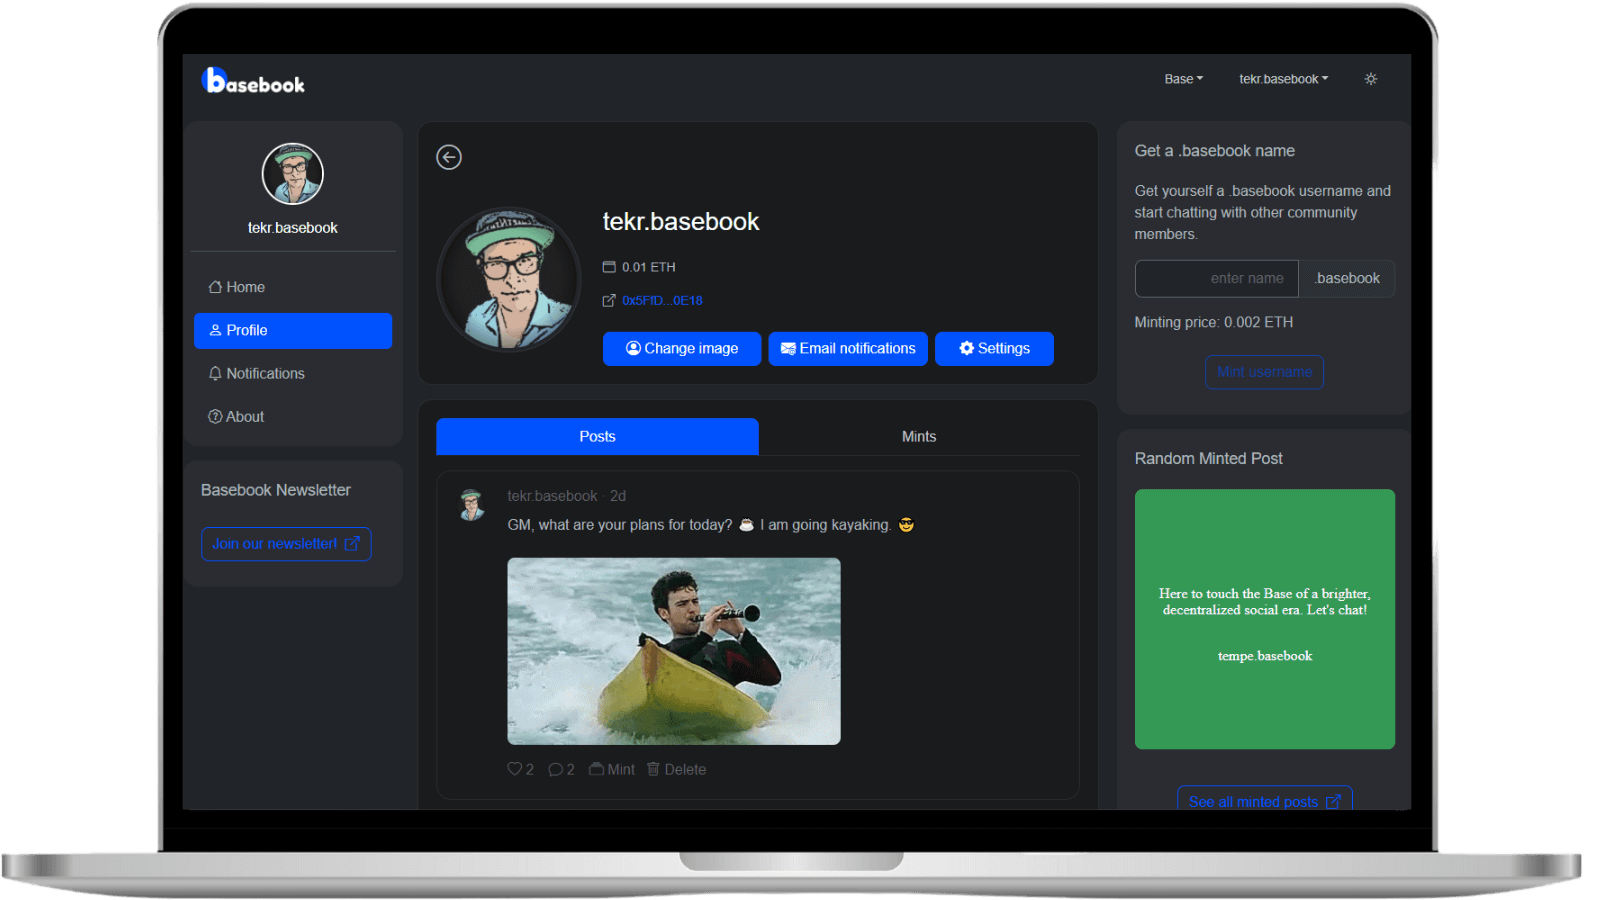 basebook
Base
tekr.basebook
tekr.basebook
Home
Profile
Notifications
About
Basebook Newsletter
Join our newsletter!
tekr.basebook
0.01 ETH
0x5FfD...0E18
Change image
Email notifications
Settings
Posts
Mints
tekr.basebook · 2d
GM, what are your plans for today? ☕ I am going kayaking. 😎
2
2
Mint
Delete
Get a .basebook name
Get yourself a .basebook username and
start chatting with other community
members.
enter name
.basebook
Minting price: 0.002 ETH
Mint username
Random Minted Post
Here to touch the Base of a brighter,
decentralized social era. Let's chat!
tempe.basebook
See all minted posts